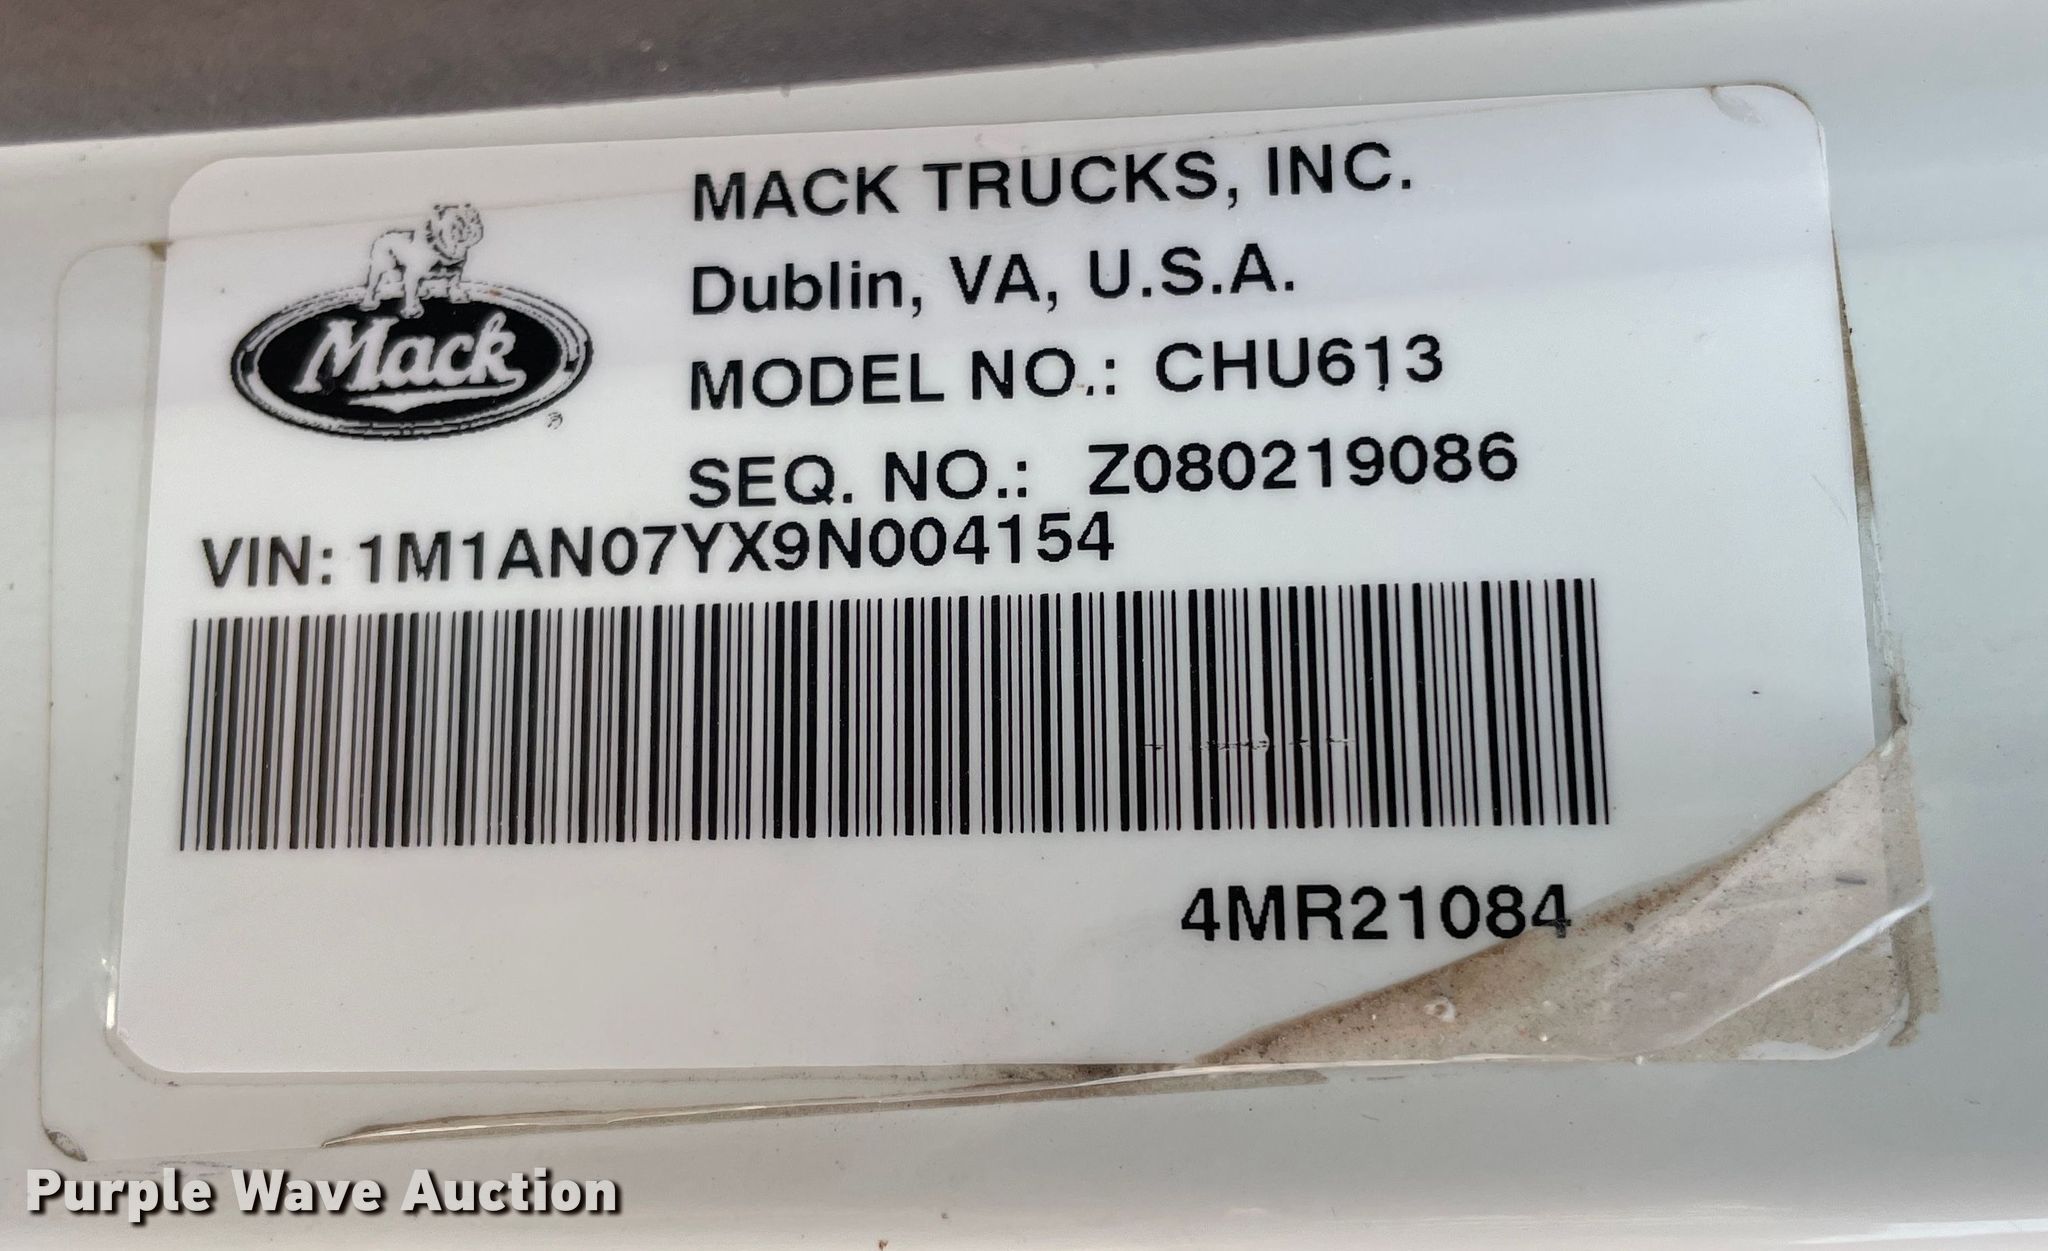 MACK TRUCKS, INC.
Dublin, VA, U.S.A.
Mack
®
MODEL NO.: CHU613
SEQ. NO.: Z080219086
VIN: 1M1AN07YX9N004154
4MR21084
Purple Wave Auction